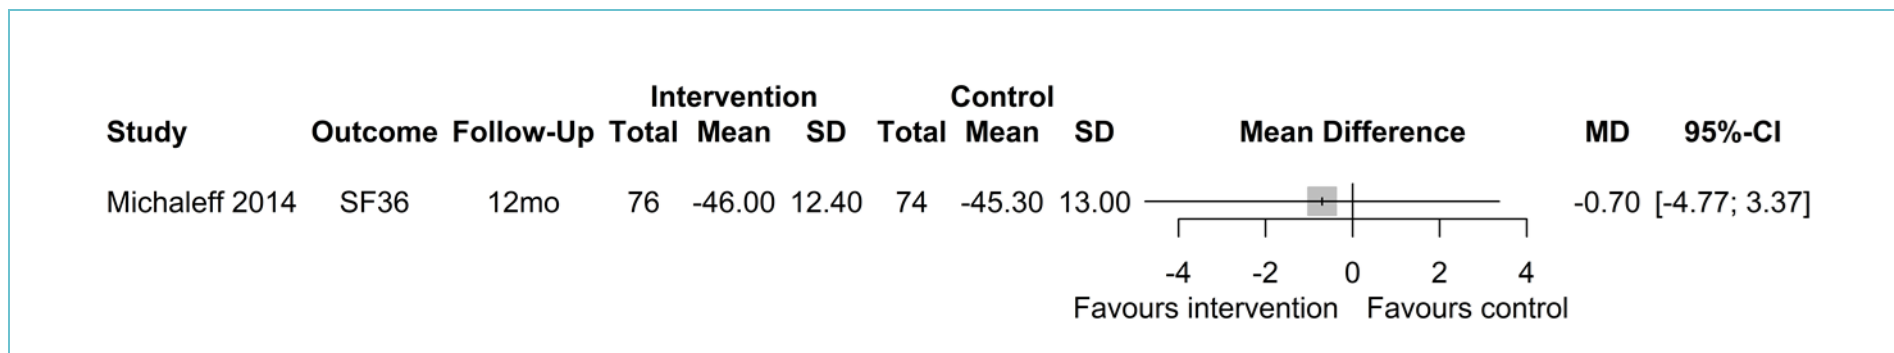 Intervention Control
Study Outcome Follow-Up Total Mean SD Total Mean SD Mean Difference MD 95%-CI
Michaleff 2014 SF36 12mo 76 -46.00 12.40 74 -45.30 13.00 -0.70 [-4.77; 3.37]
-4 -2 0 2 4
Favours intervention Favours control